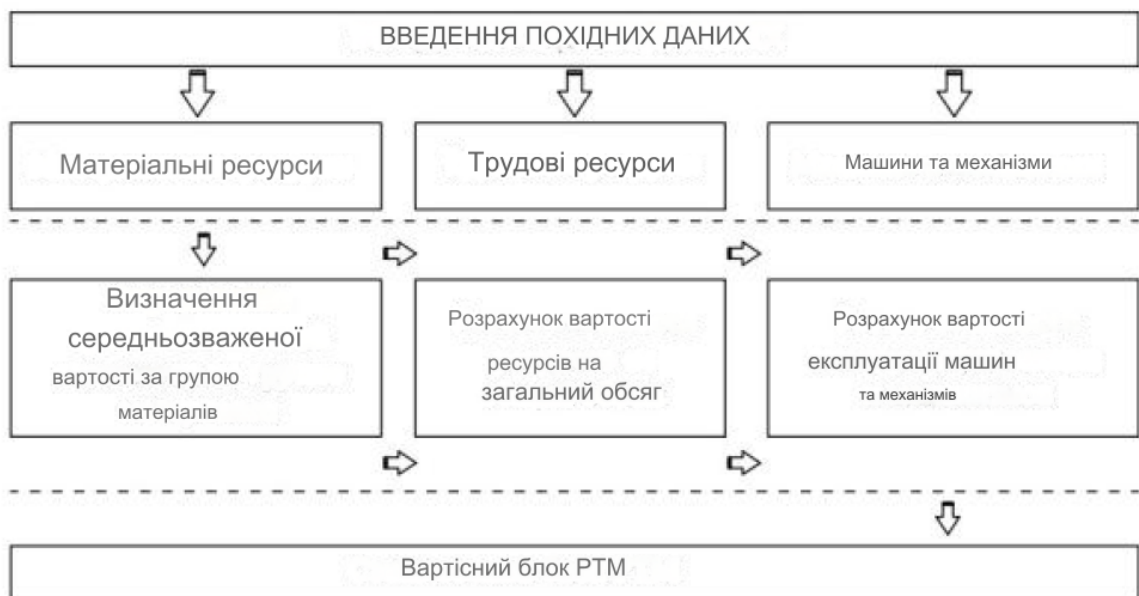 ВВЕДЕННЯ ПОХІДНИХ ДАНИХ
Матеріальні ресурси
Трудові ресурси
Машини та механізми
Визначення
середньозваженої
вартості за групою
матеріалів
Розрахунок вартості
ресурсів на
загальний обсяг
Розрахунок вартості
експлуатації машин
та механізмів
Вартісний блок РТМ